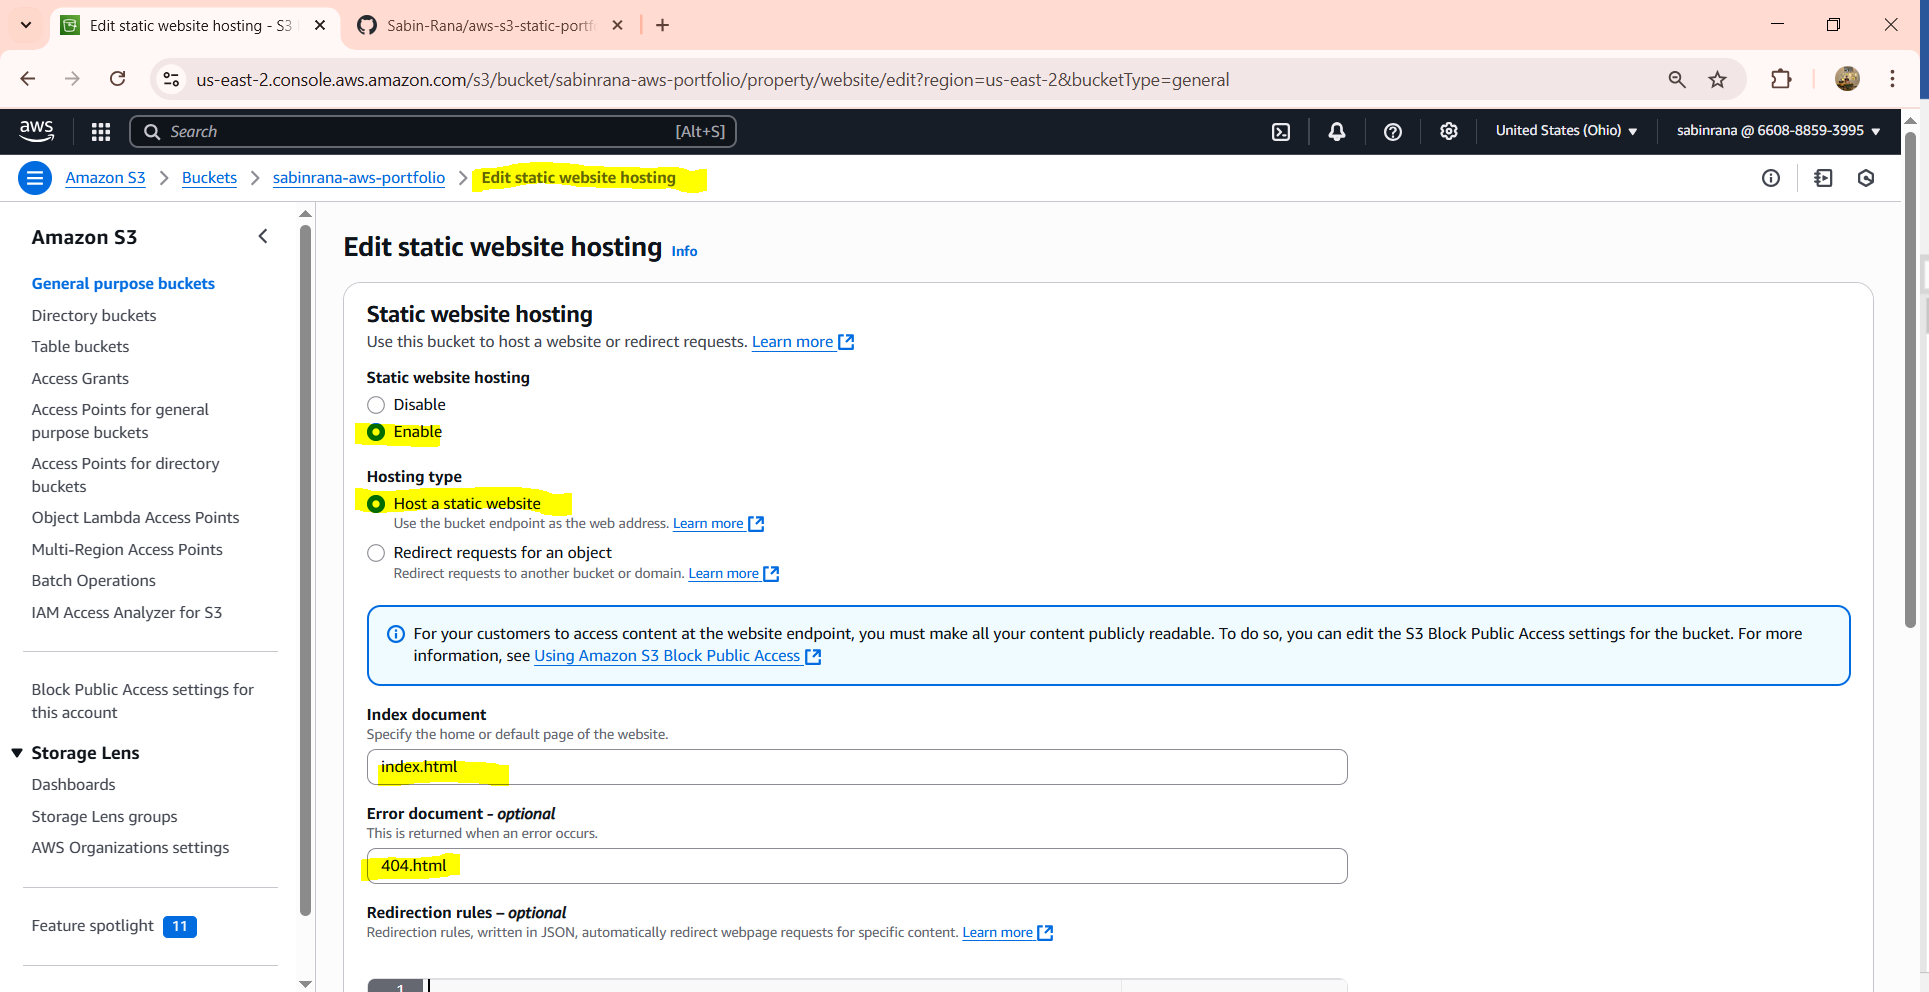 Edit static website hosting - S3
Sabin-Rana/aws-s3-static-portf
us-east-2.console.aws.amazon.com/s3/bucket/sabinrana-aws-portfolio/property/website/edit?region=us-east-2&bucketType=general
aws
Search
[Alt+S]
United States (Ohio)
sabinrana @ 6608-8859-3995
Amazon S3
Buckets
sabinrana-aws-portfolio
Edit static website hosting
Amazon S3
General purpose buckets
Directory buckets
Table buckets
Access Grants
Access Points for general
purpose buckets
Access Points for directory
buckets
Object Lambda Access Points
Multi-Region Access Points
Batch Operations
IAM Access Analyzer for S3
Block Public Access settings for
this account
Storage Lens
Dashboards
Storage Lens groups
AWS Organizations settings
Feature spotlight 11
Edit static website hosting Info
Static website hosting
Use this bucket to host a website or redirect requests. Learn more
Static website hosting
Disable
Enable
Hosting type
Host a static website
Use the bucket endpoint as the web address. Learn more
Redirect requests for an object
Redirect requests to another bucket or domain. Learn more
For your customers to access content at the website endpoint, you must make all your content publicly readable. To do so, you can edit the S3 Block Public Access settings for the bucket. For more
information, see Using Amazon S3 Block Public Access
Index document
Specify the home or default page of the website.
index.html
Error document - optional
This is returned when an error occurs.
404.html
Redirection rules – optional
Redirection rules, written in JSON, automatically redirect webpage requests for specific content. Learn more
1